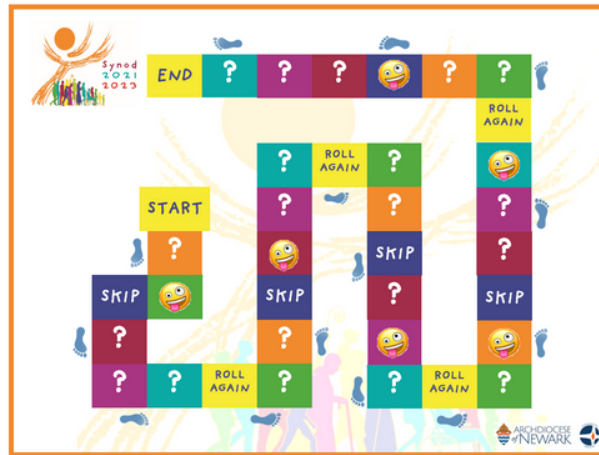 Synod
2021
2023
END ? ? ? ? ?
ROLL
AGAIN
? ROLL
AGAIN ?
START ? ? ?
? SKIP ?
SKIP SKIP ? SKIP
? ?
? ? ROLL
AGAIN ? ? ROLL
AGAIN ?
ARCHDIOCESE
of NEWARK